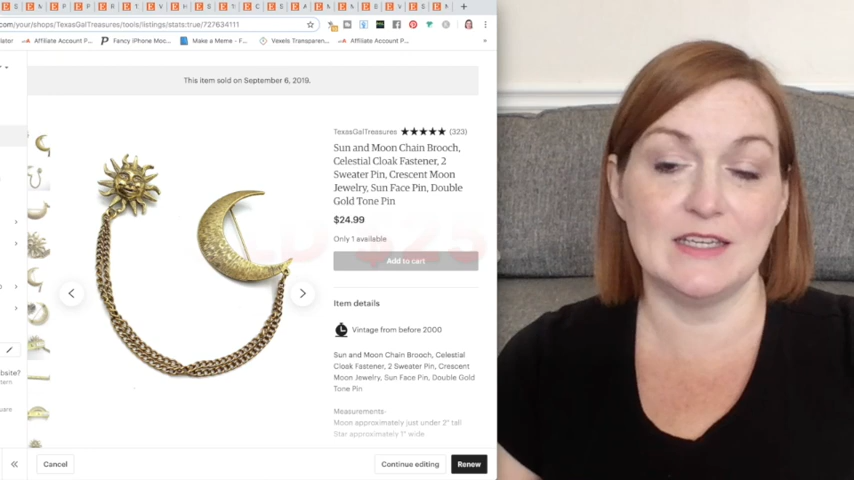 S P F F R T V H T C S A M M E V S M
.com/your/shops/TexasGalTreasures/tools/listings/stats:true/727634111
lator Affiliate Account P... Fancy iPhone Moc... Make a Meme - F... Vexels Transparen... Affiliate Account P... »
This item sold on September 6, 2019.
TexasGalTreasures ★★★★★ (323)
Sun and Moon Chain Brooch,
Celestial Cloak Fastener, 2
Sweater Pin, Crescent Moon
Jewelry, Sun Face Pin, Double
Gold Tone Pin
$24.99
Only 1 available
$25
Add to cart
Item details
Vintage from before 2000
Sun and Moon Chain Brooch, Celestial
Cloak Fastener, 2 Sweater Pin, Crescent
Moon Jewelry, Sun Face Pin, Double Gold
Tone Pin
Measurements-
Moon approximately just under 2" tall
Star approximately 1" wide
ebsite?
ttern
quare
Cancel
Continue editing
Renew